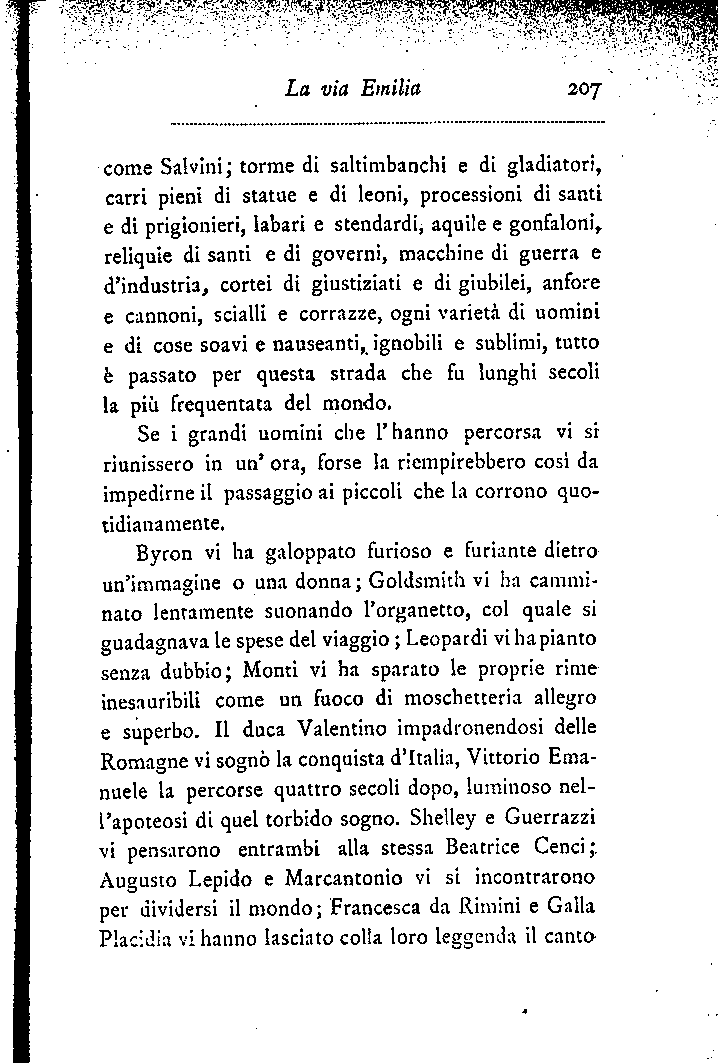 La via Emilia 207
come Salvini; torme di saltimbanchi e di gladiatori,
carri pieni di statue e di leoni, processioni di santi
e di prigionieri, labari e stendardi, aquile e gonfaloni,
reliquie di santi e di governi, macchine di guerra e
d'industria, cortei di giustiziati e di giubilei, anfore
e cannoni, scialli e corrazze, ogni varietà di uomini
e di cose soavi e nauseanti, ignobili e sublimi, tutto
è passato per questa strada che fu lunghi secoli
la più frequentata del mondo.
Se i grandi uomini che l'hanno percorsa vi si
riunissero in un' ora, forse la riempirebbero così da
impedirne il passaggio ai piccoli che la corrono quo-
tidianamente.
Byron vi ha galoppato furioso e furiante dietro
un'immagine o una donna; Goldsmith vi ha cammi-
nato lentamente suonando l'organetto, col quale si
guadagnava le spese del viaggio; Leopardi vi ha pianto
senza dubbio; Monti vi ha sparato le proprie rime
inesauribili come un fuoco di moschetteria allegro
e superbo. Il duca Valentino impadronendosi delle
Romagne vi sognò la conquista d'Italia, Vittorio Ema-
nuele la percorse quattro secoli dopo, luminoso nel-
l'apoteosi di quel torbido sogno. Shelley e Guerrazzi
vi pensarono entrambi alla stessa Beatrice Cenci;
Augusto Lepido e Marcantonio vi si incontrarono
per dividersi il mondo; Francesca da Rimini e Galla
Placidia vi hanno lasciato colla loro leggenda il canto